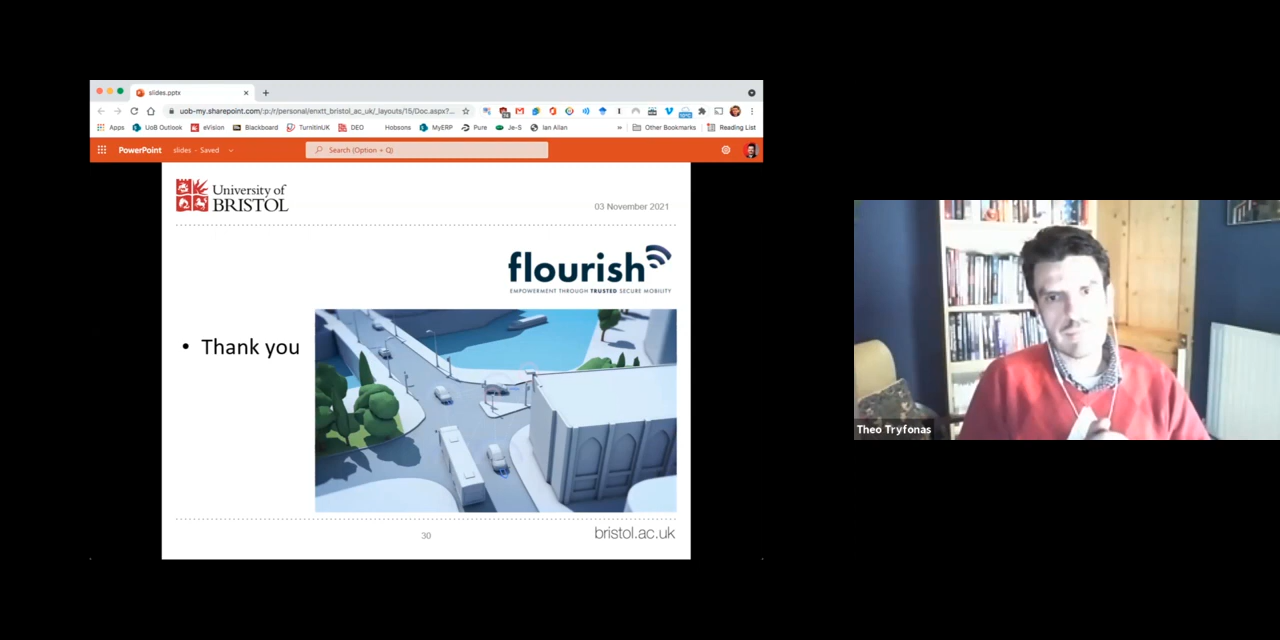 slides.pptx
uob-my.sharepoint.com/:p:/r/personal/enxtt_bristol_ac_uk/_layouts/15/Doc.aspx?...
Apps UoB Outlook eVision Blackboard TurnitinUK DEO Hobsons MyERP Pure Je-S Ian Allan » Other Bookmarks Reading List
PowerPoint slides - Saved Search (Option + Q)
University of
BRISTOL
03 November 2021
flourish
EMPOWERMENT THROUGH TRUSTED SECURE MOBILITY
• Thank you
30
bristol.ac.uk
Theo Tryfonas